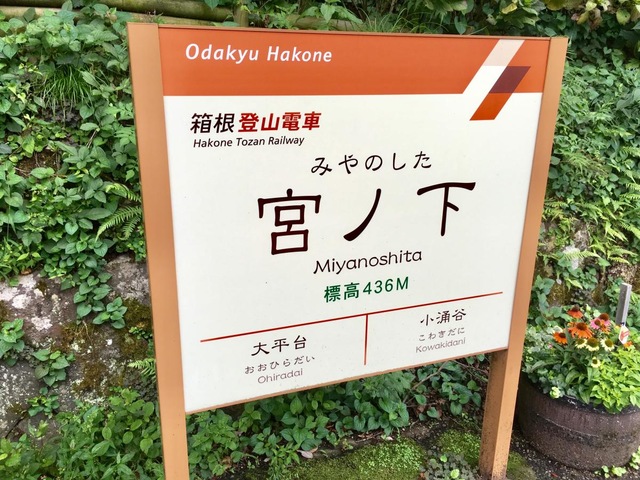 Odakyu Hakone
箱根登山電車
Hakone Tozan Railway
みやのした
宮ノ下
Miyanoshita
標高436M
大平台
おおひらだい
Ohiradai
小涌谷
こわきだに
Kowakidani